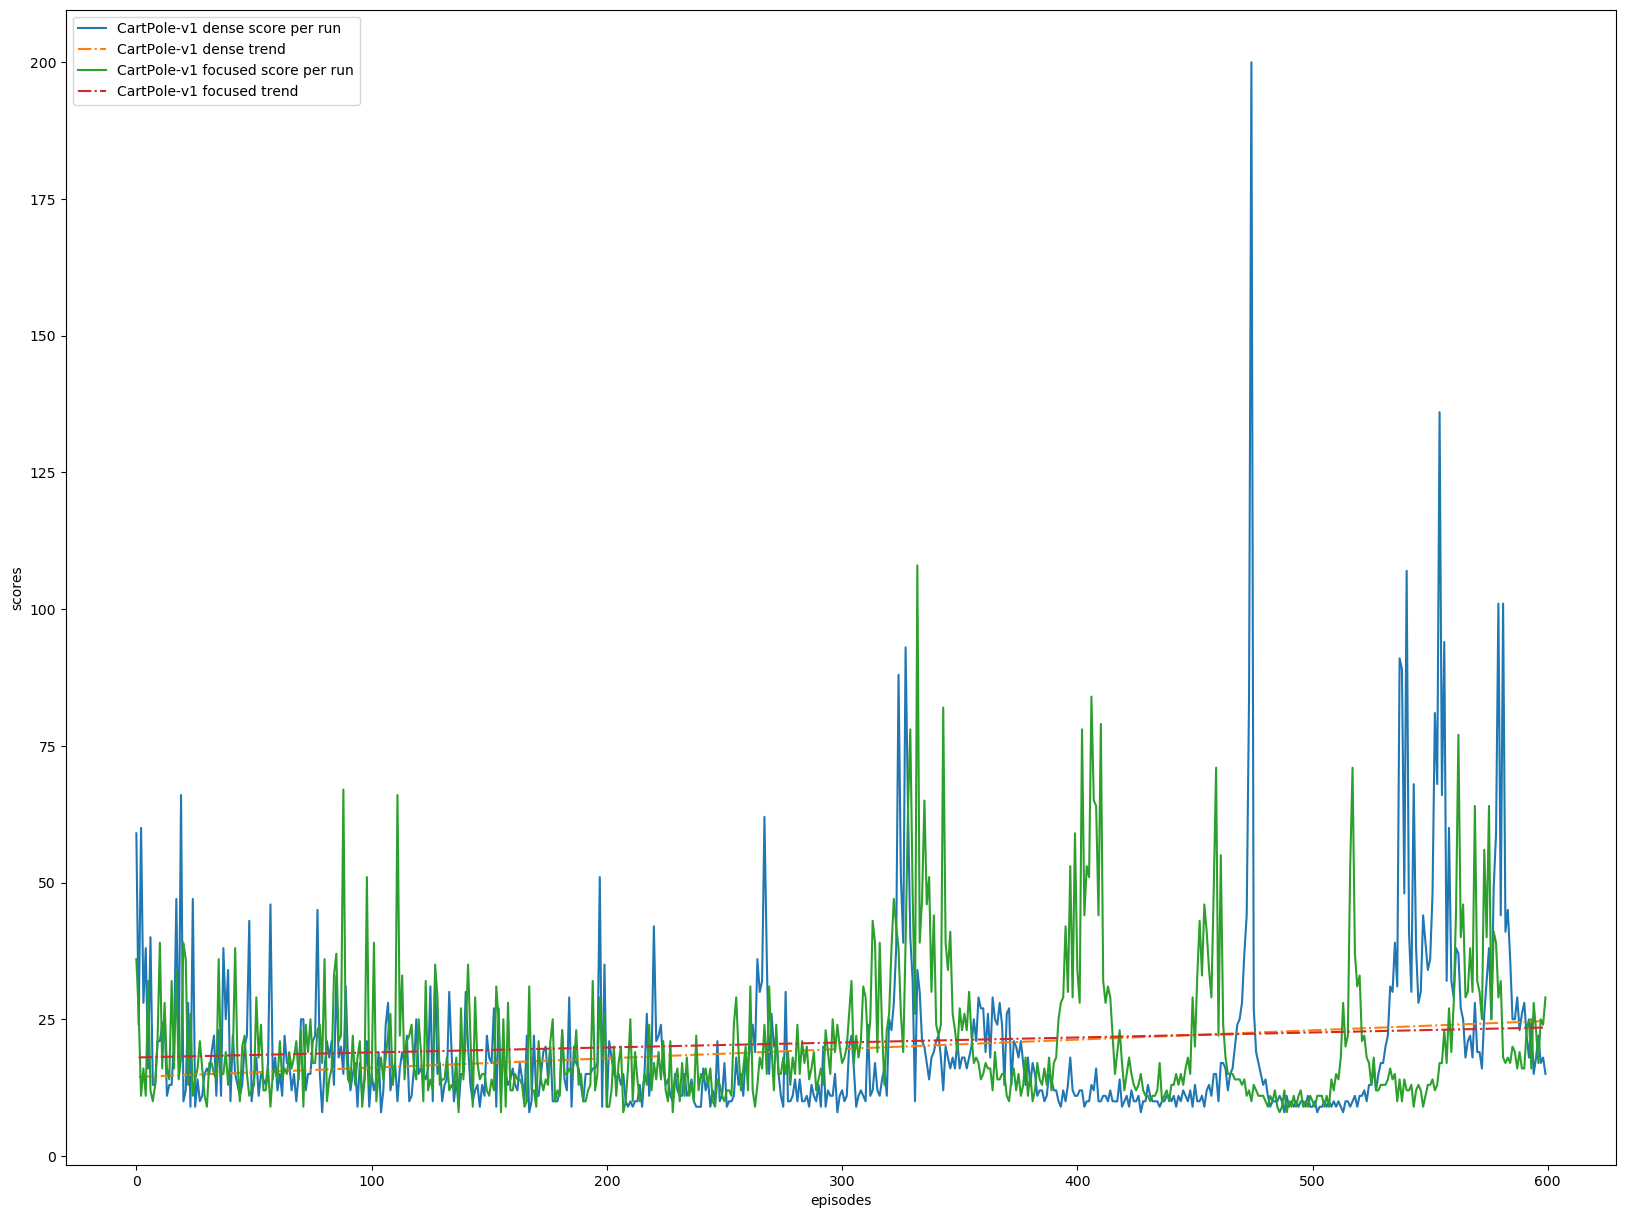 CartPole-v1 dense score per run
CartPole-v1 dense trend
CartPole-v1 focused score per run
CartPole-v1 focused trend
200
175
150
125
100
75
50
25
0
scores
0 100 200 300 400 500 600
episodes